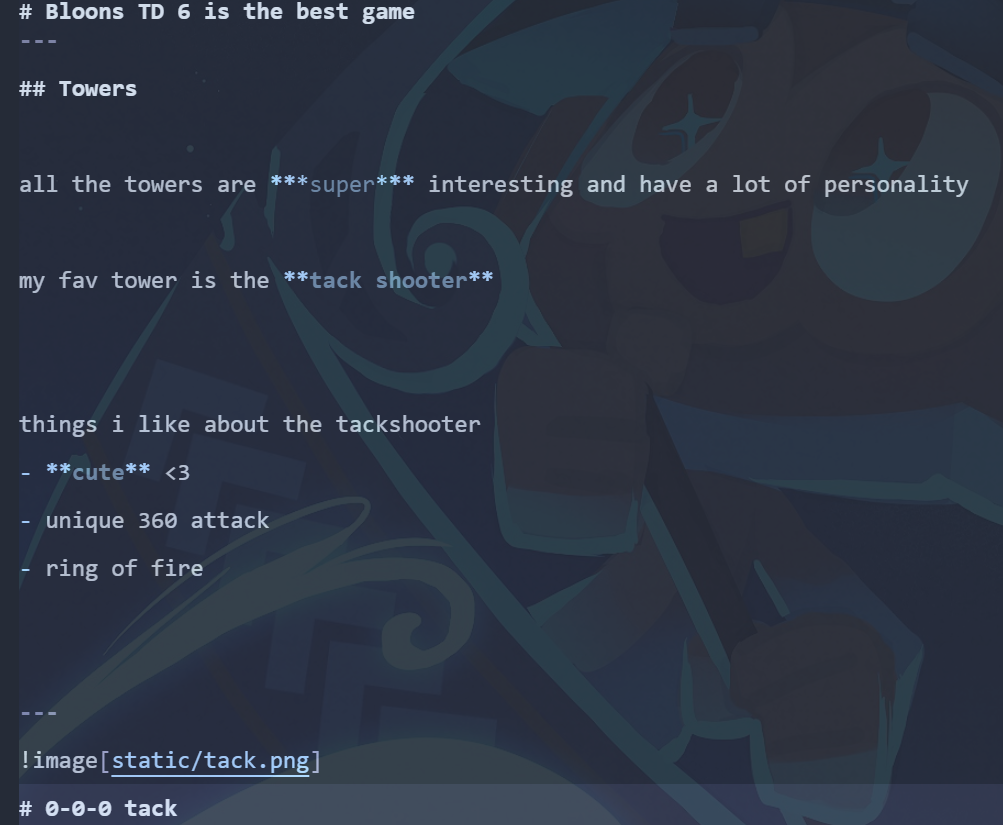 # Bloons TD 6 is the best game
---
## Towers
all the towers are ***super*** interesting and have a lot of personality
my fav tower is the **tack shooter**
things i like about the tackshooter
- **cute** <3
- unique 360 attack
- ring of fire
---
!image[static/tack.png]
# 0-0-0 tack